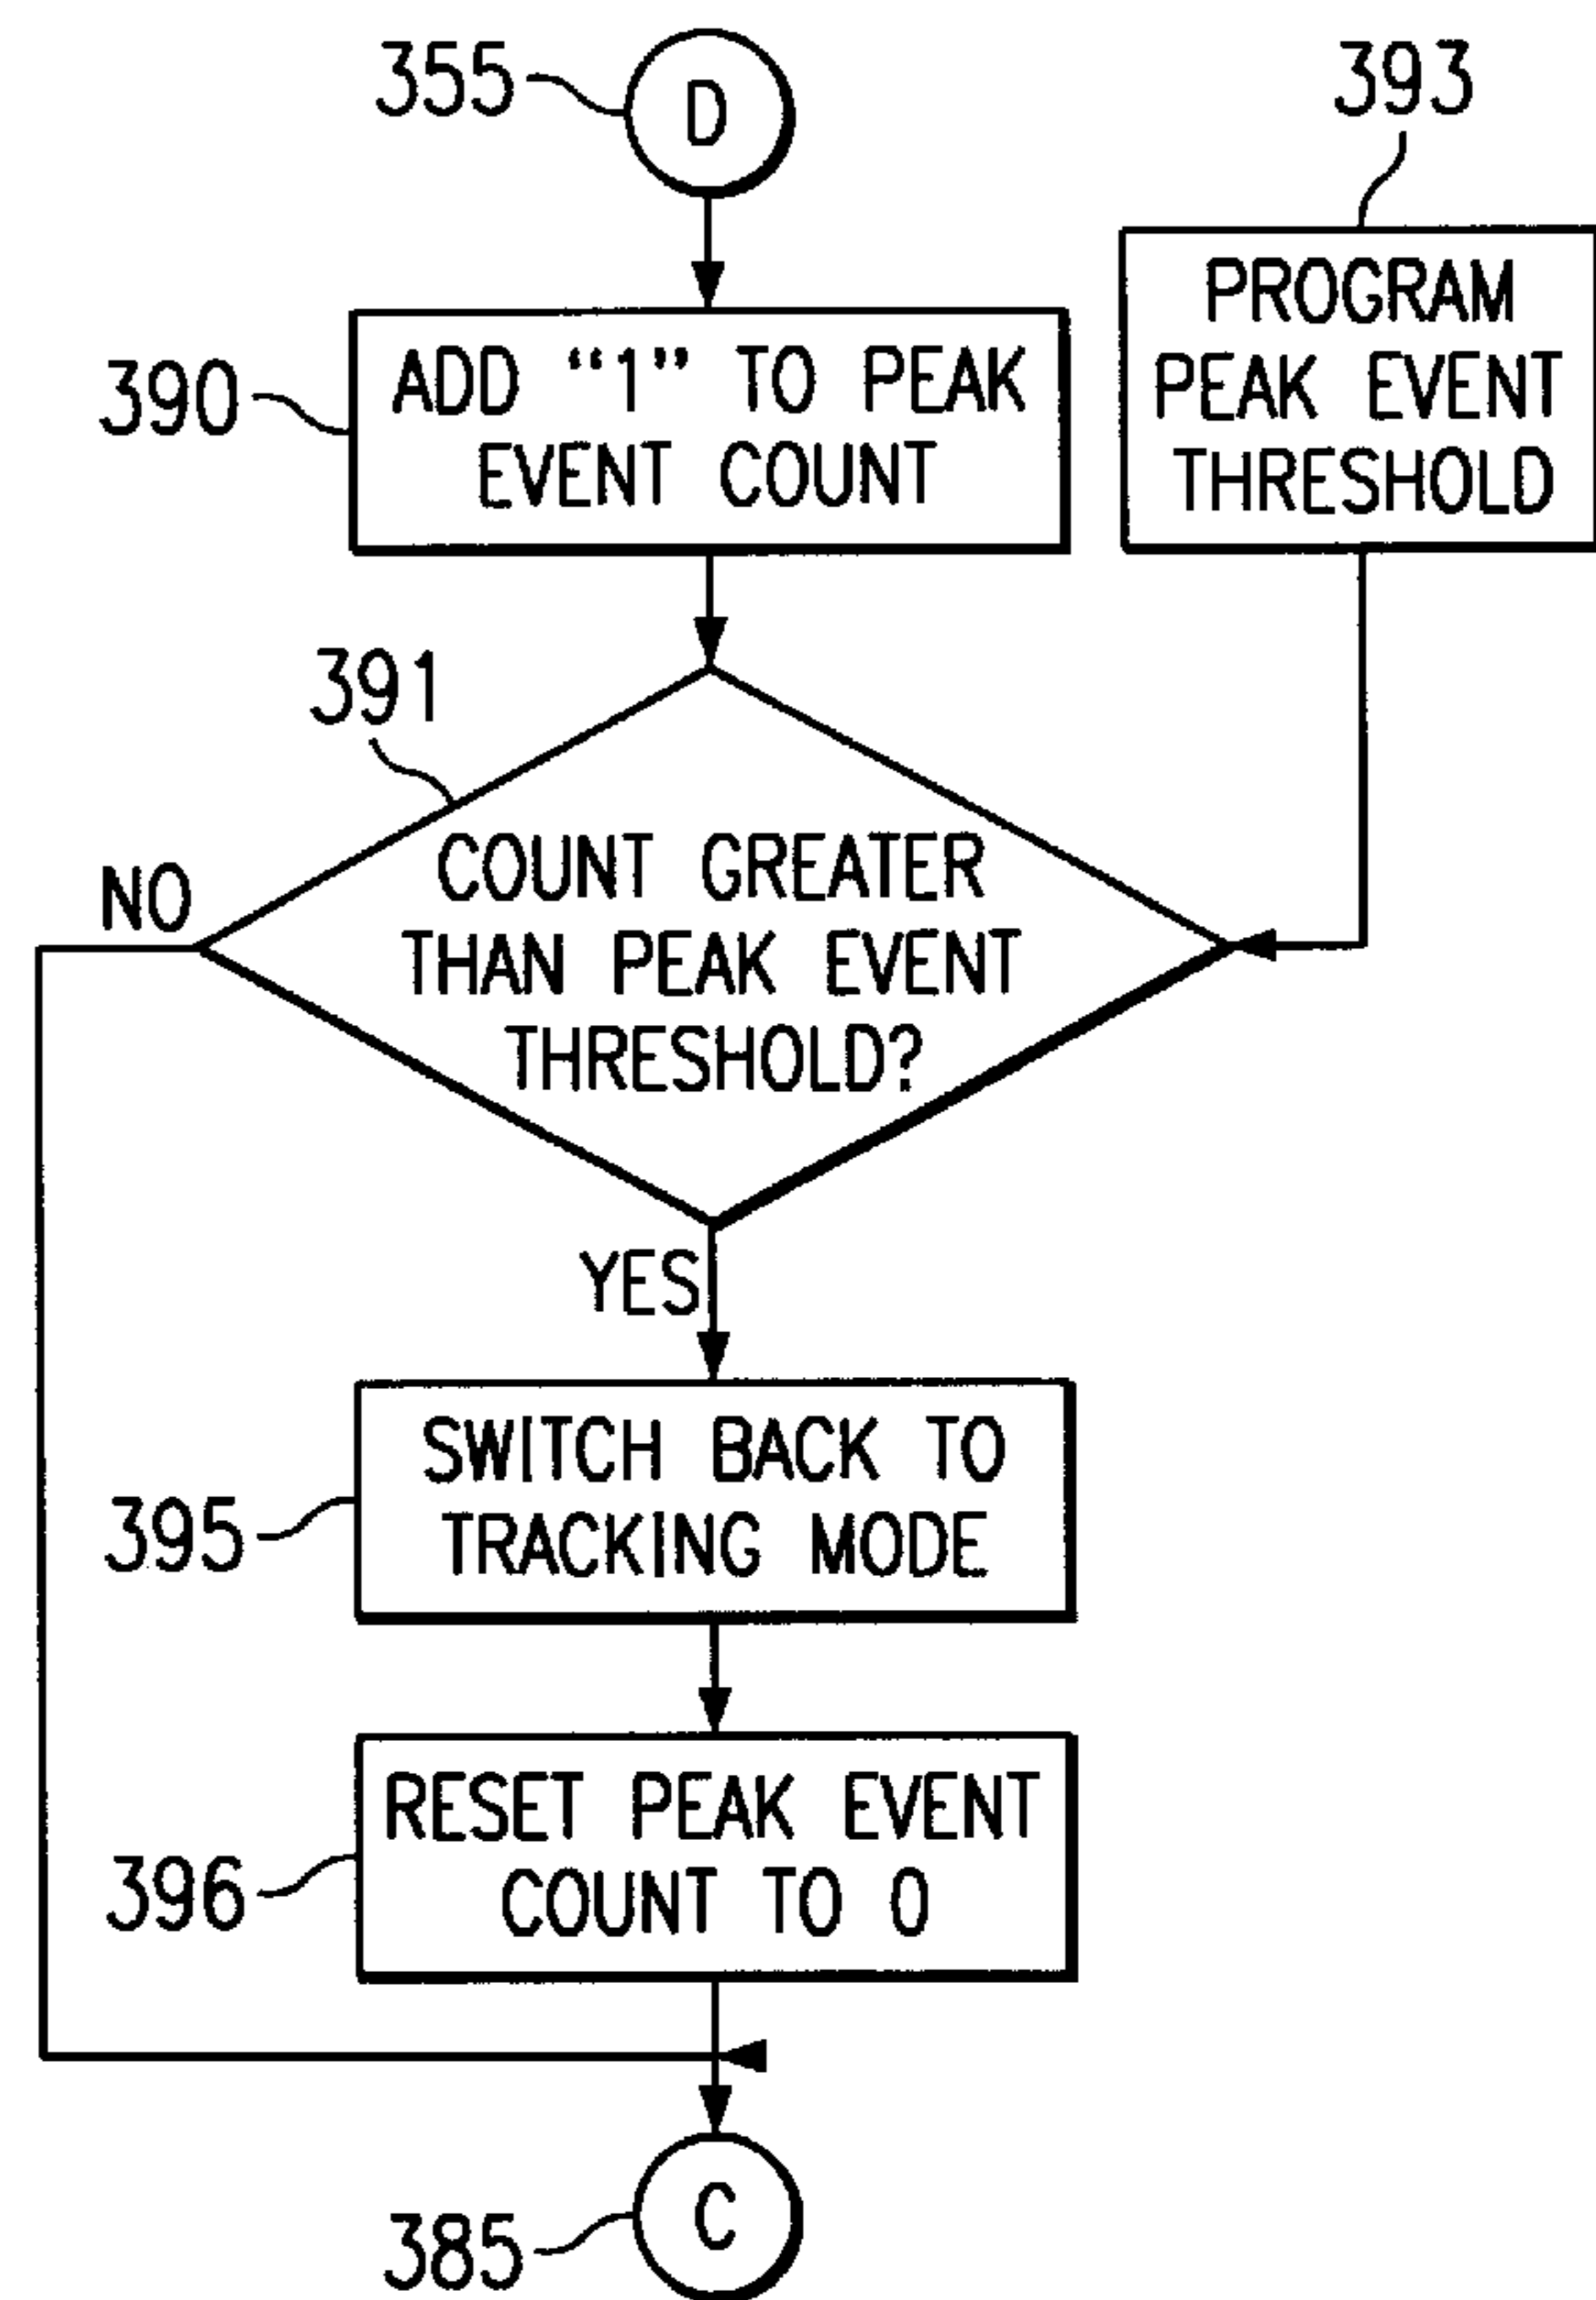 355
D
393
PROGRAM
PEAK EVENT
THRESHOLD
390
ADD “1” TO PEAK
EVENT COUNT
391
NO
COUNT GREATER
THAN PEAK EVENT
THRESHOLD?
YES
395
SWITCH BACK TO
TRACKING MODE
396
RESET PEAK EVENT
COUNT TO 0
385
C